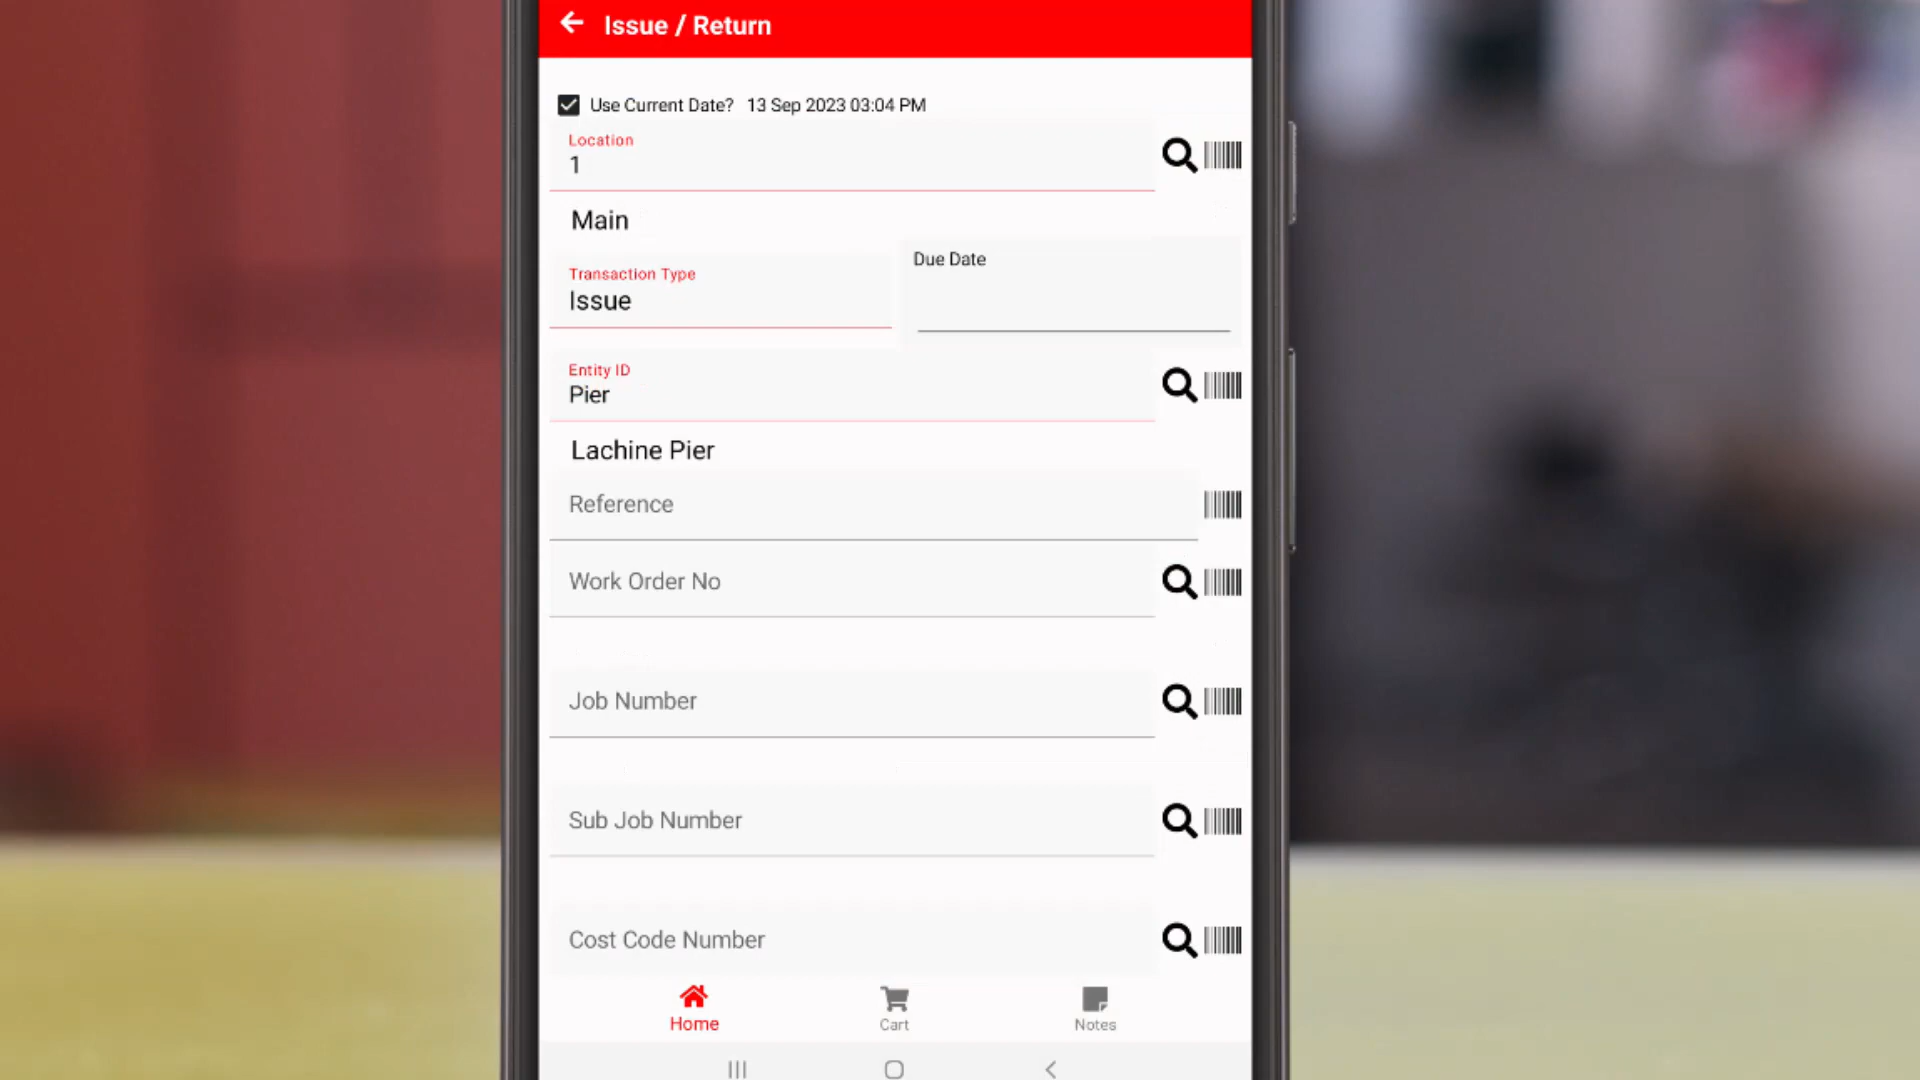 Issue / Return
Use Current Date? 13 Sep 2023 03:04 PM
Location
1
Main
Transaction Type
Issue
Due Date
Entity ID
Pier
Lachine Pier
Reference
Work Order No
Job Number
Sub Job Number
Cost Code Number
Home
Cart
Notes